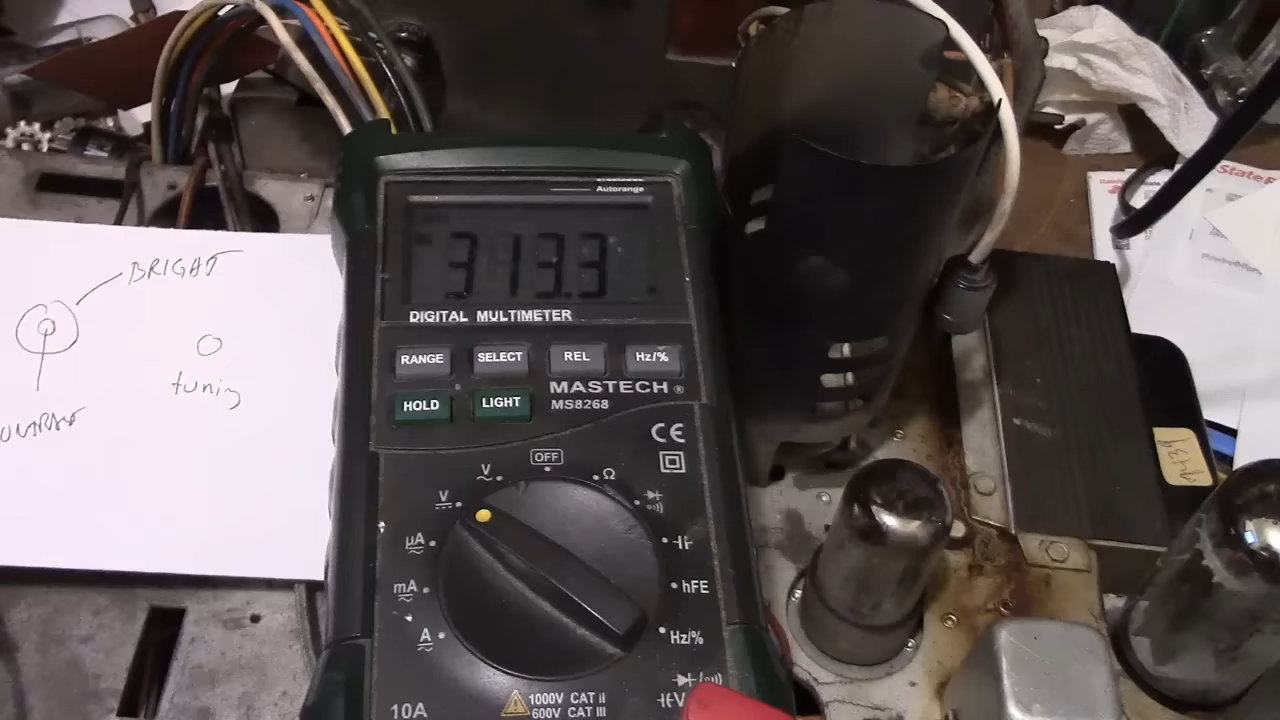 BRIGHT
tuning
Autorange
313.3
DIGITAL MULTIMETER
RANGE
SELECT
REL
Hz/%
HOLD
LIGHT
MASTECH®
MS8268
CE
OFF
V
V
Ω
µA
mA
hFE
A
Hz/%
10A
1000V CAT II
600V CAT III
StateF